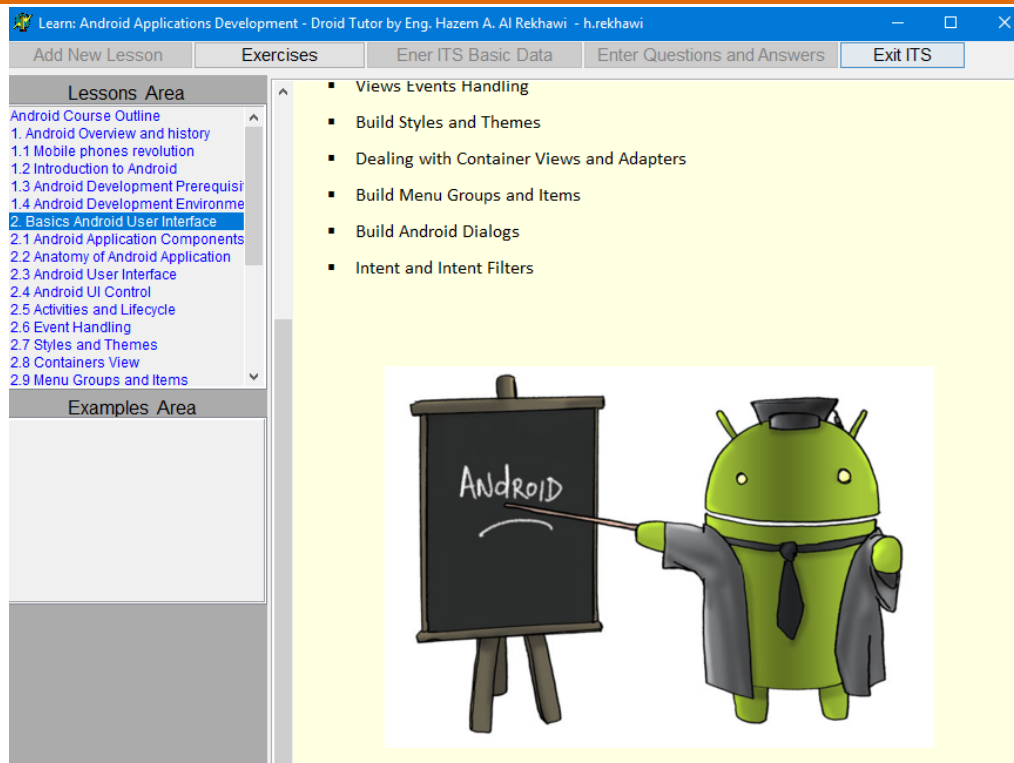 Learn: Android Applications Development - Droid Tutor by Eng. Hazem A. Al Rekhawi - h.rekhawi
Add New Lesson Exercises Ener ITS Basic Data Enter Questions and Answers Exit ITS
Lessons Area
Android Course Outline
1. Android Overview and history
1.1 Mobile phones revolution
1.2 Introduction to Android
1.3 Android Development Prerequisi
1.4 Android Development Environme
2. Basics Android User Interface
2.1 Android Application Components
2.2 Anatomy of Android Application
2.3 Android User Interface
2.4 Android UI Control
2.5 Activities and Lifecycle
2.6 Event Handling
2.7 Styles and Themes
2.8 Containers View
2.9 Menu Groups and Items
Examples Area
▪ Views Events Handling
▪ Build Styles and Themes
▪ Dealing with Container Views and Adapters
▪ Build Menu Groups and Items
▪ Build Android Dialogs
▪ Intent and Intent Filters
ANdRoID